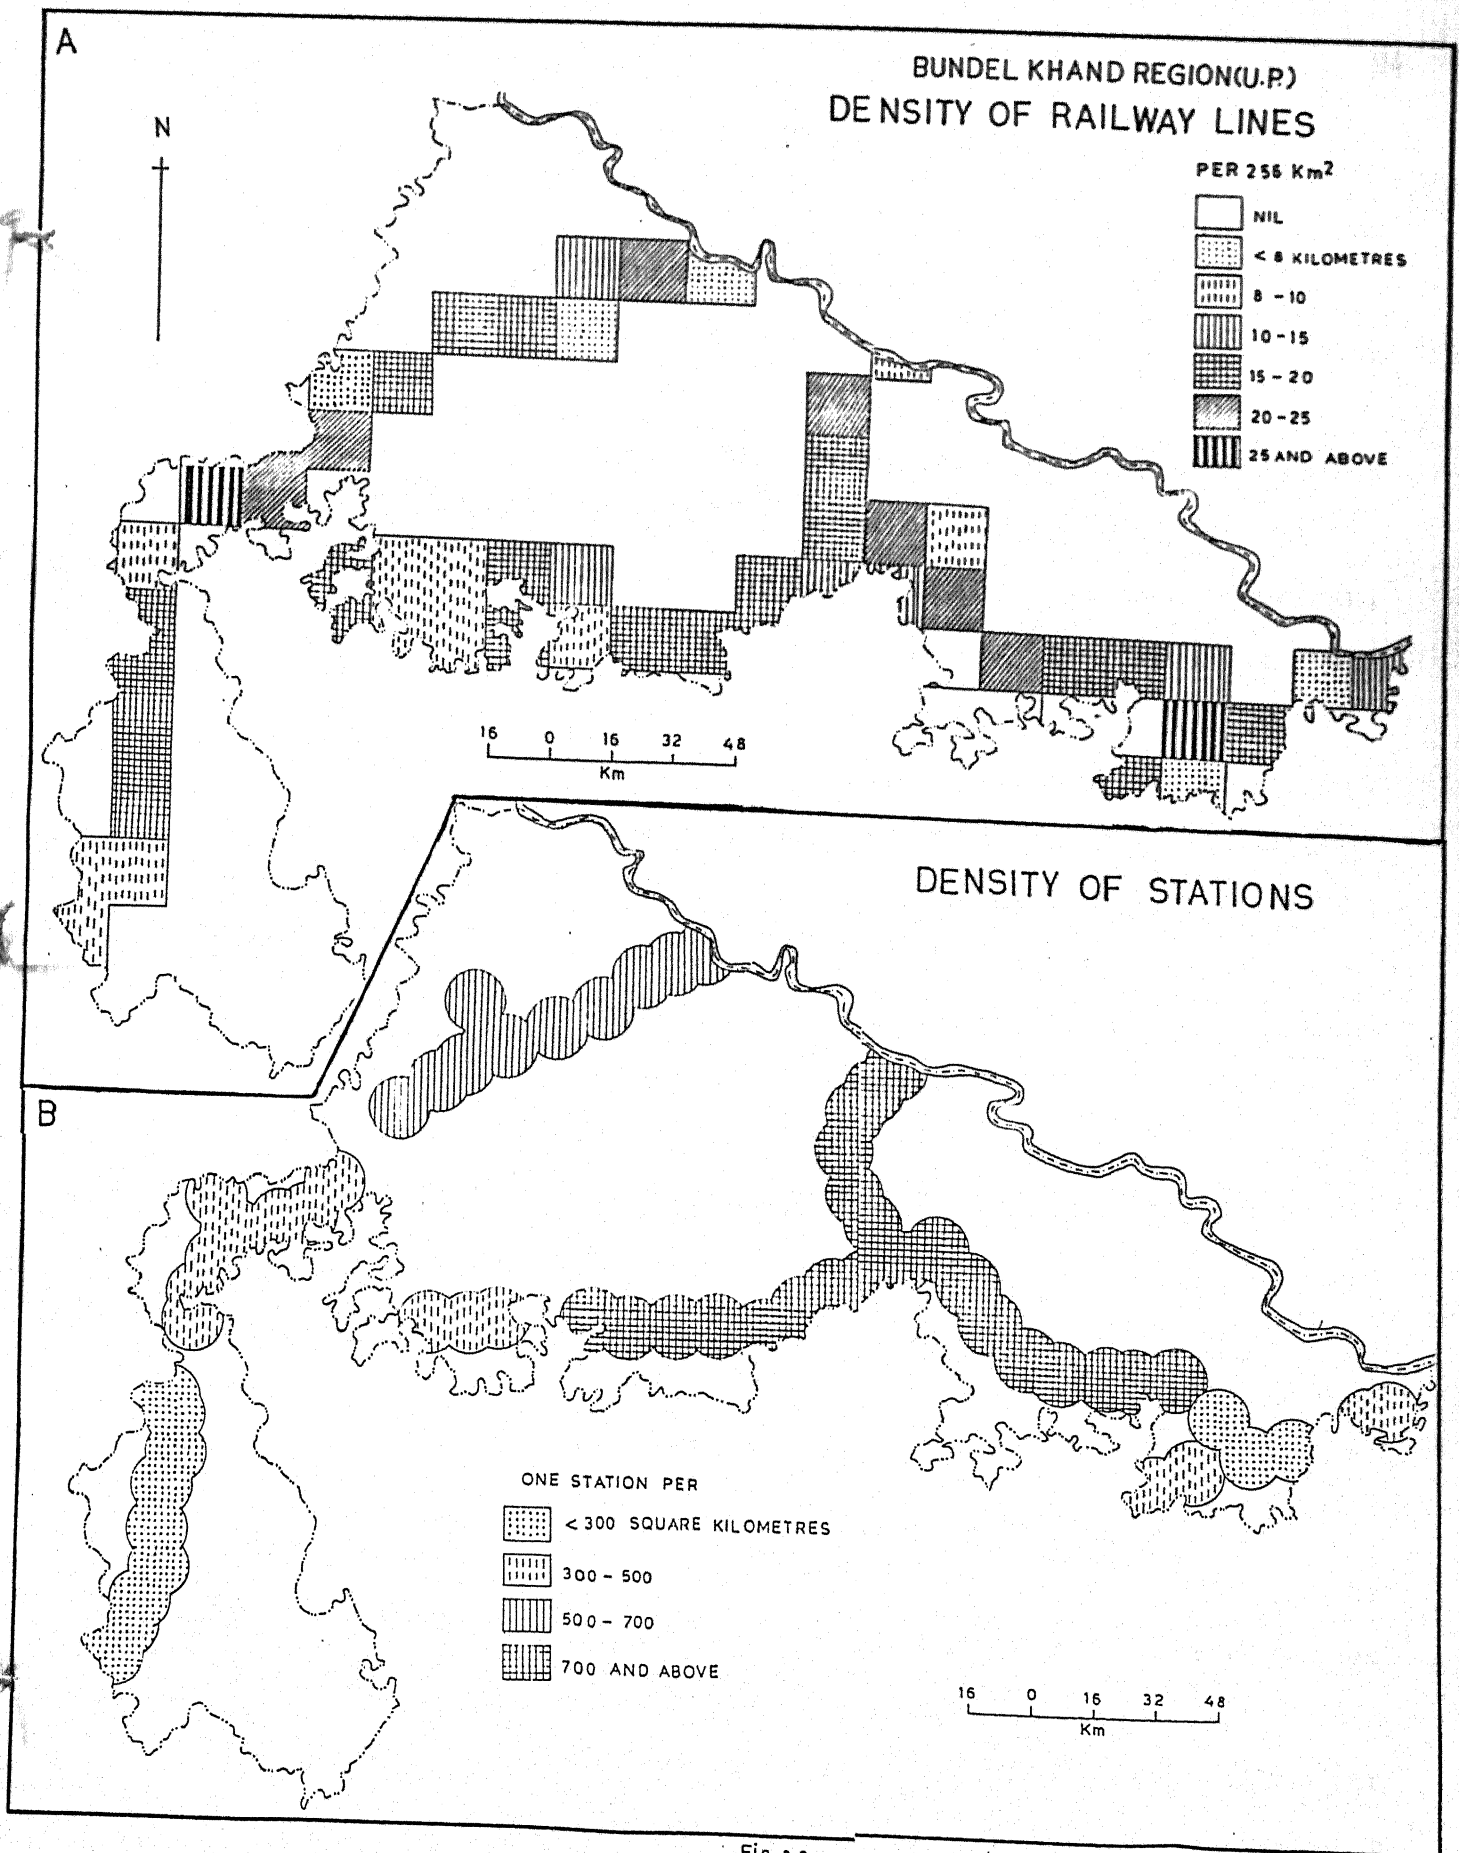 A
BUNDEL KHAND REGION(U.P.)
DENSITY OF RAILWAY LINES
N
PER 256 Km2
NIL
< 8 KILOMETRES
8 - 10
10 - 15
15 - 20
20 - 25
25 AND ABOVE
16 0 16 32 48
Km
DENSITY OF STATIONS
B
ONE STATION PER
< 300 SQUARE KILOMETRES
300 - 500
500 - 700
700 AND ABOVE
16 0 16 32 48
Km